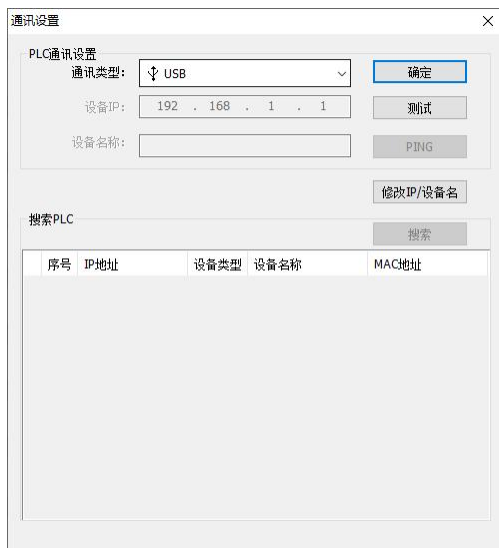 通讯设置
PLC通讯设置
通讯类型: USB 确定
设备IP: 192 . 168 . 1 . 1 测试
设备名称: PING
修改IP/设备名
搜索PLC
搜索
序号 IP地址 设备类型 设备名称 MAC地址